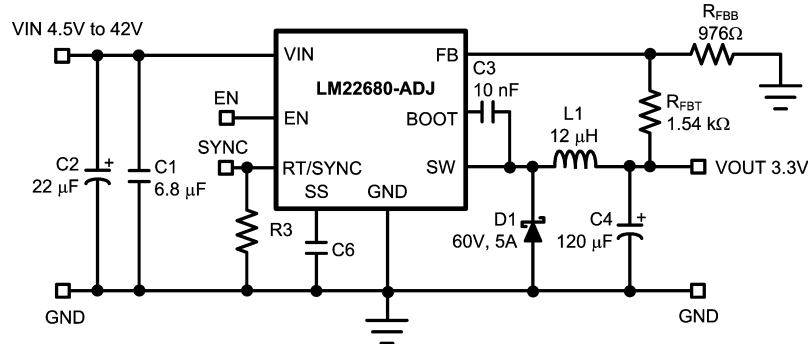 VIN 4.5V to 42V
VIN
FB
RFBB
976Ω
LM22680-ADJ
C3
10 nF
EN
EN
BOOT
RFBT
1.54 kΩ
L1
12 μH
SYNC
RT/SYNC
SW
VOUT 3.3V
C2
22 μF
+
C1
6.8 μF
SS
GND
R3
C6
D1
60V, 5A
C4
120 μF
+
GND
GND